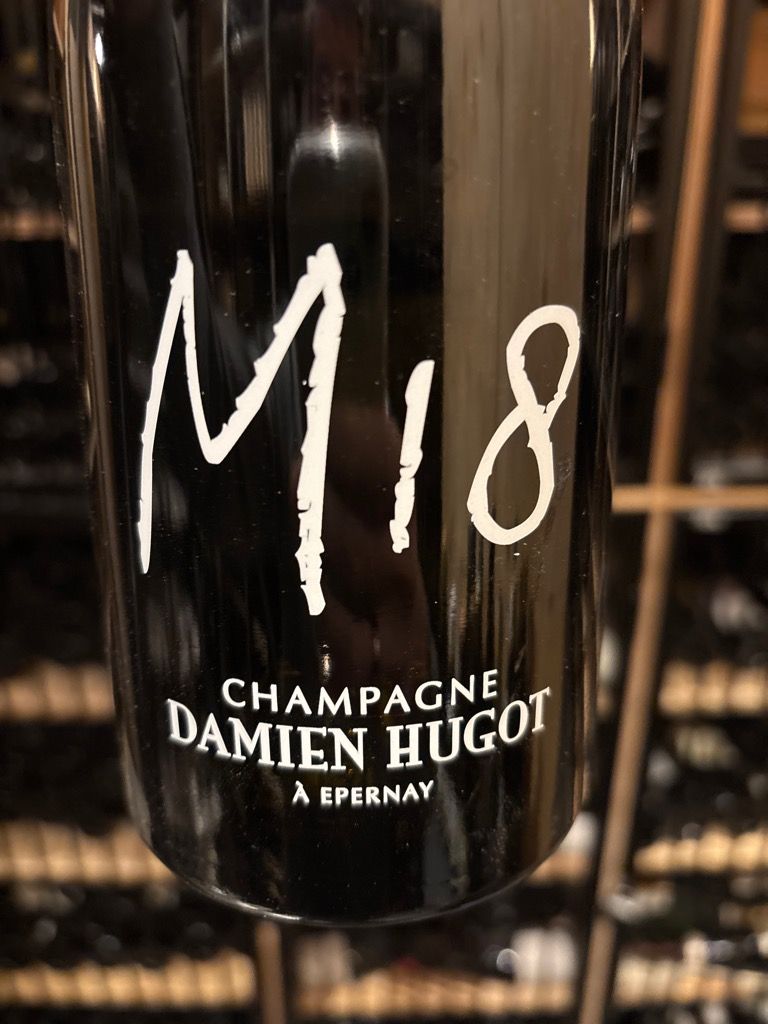 M18
CHAMPAGNE
DAMIEN HUGOT
À EPERNAY